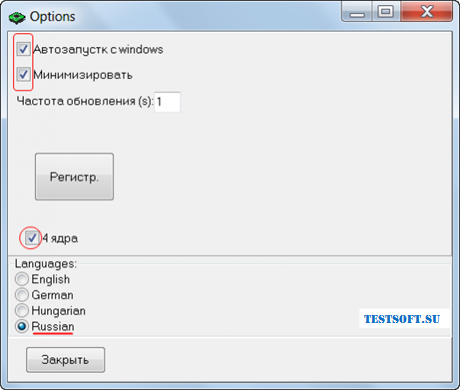 Options
Автозапустк с windows
Минимизировать
Частота обновления (s): 1
Регистр.
4 ядра
Languages:
English
German
Hungarian
Russian
TESTSOFT.SU
Закрыть